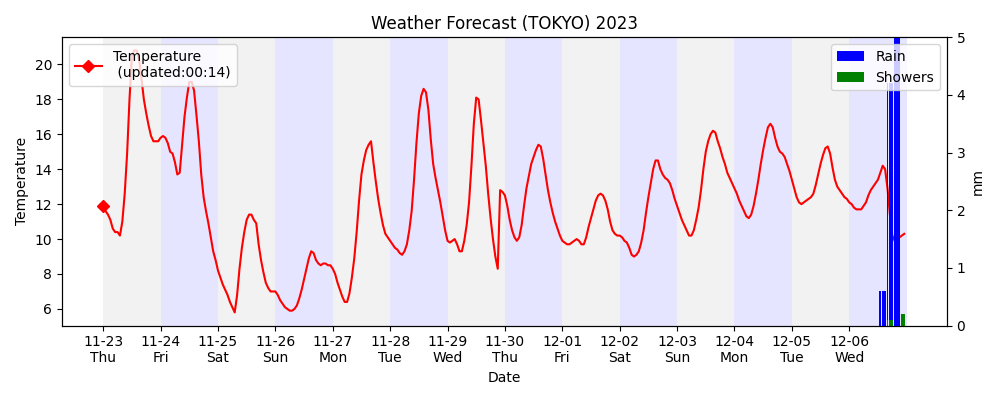 Weather Forecast (TOKYO) 2023
Temperature
(updated:00:14)
Rain
Showers
Temperature
20
18
16
14
12
10
8
6
5
4
3
2
1
0
mm
11-23 11-24 11-25 11-26 11-27 11-28 11-29 11-30 12-01 12-02 12-03 12-04 12-05 12-06
Thu Fri Sat Sun Mon Tue Wed Thu Fri Sat Sun Mon Tue Wed
Date